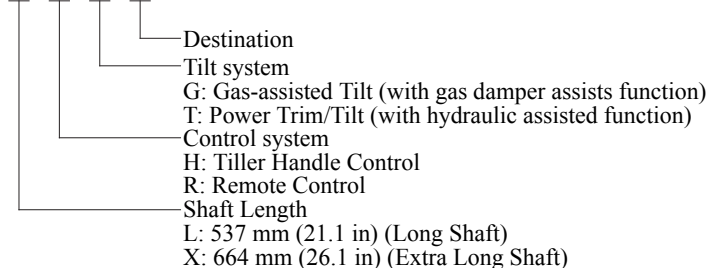 Destination
Tilt system
G: Gas-assisted Tilt (with gas damper assists function)
T: Power Trim/Tilt (with hydraulic assisted function)
Control system
H: Tiller Handle Control
R: Remote Control
Shaft Length
L: 537 mm (21.1 in) (Long Shaft)
X: 664 mm (26.1 in) (Extra Long Shaft)